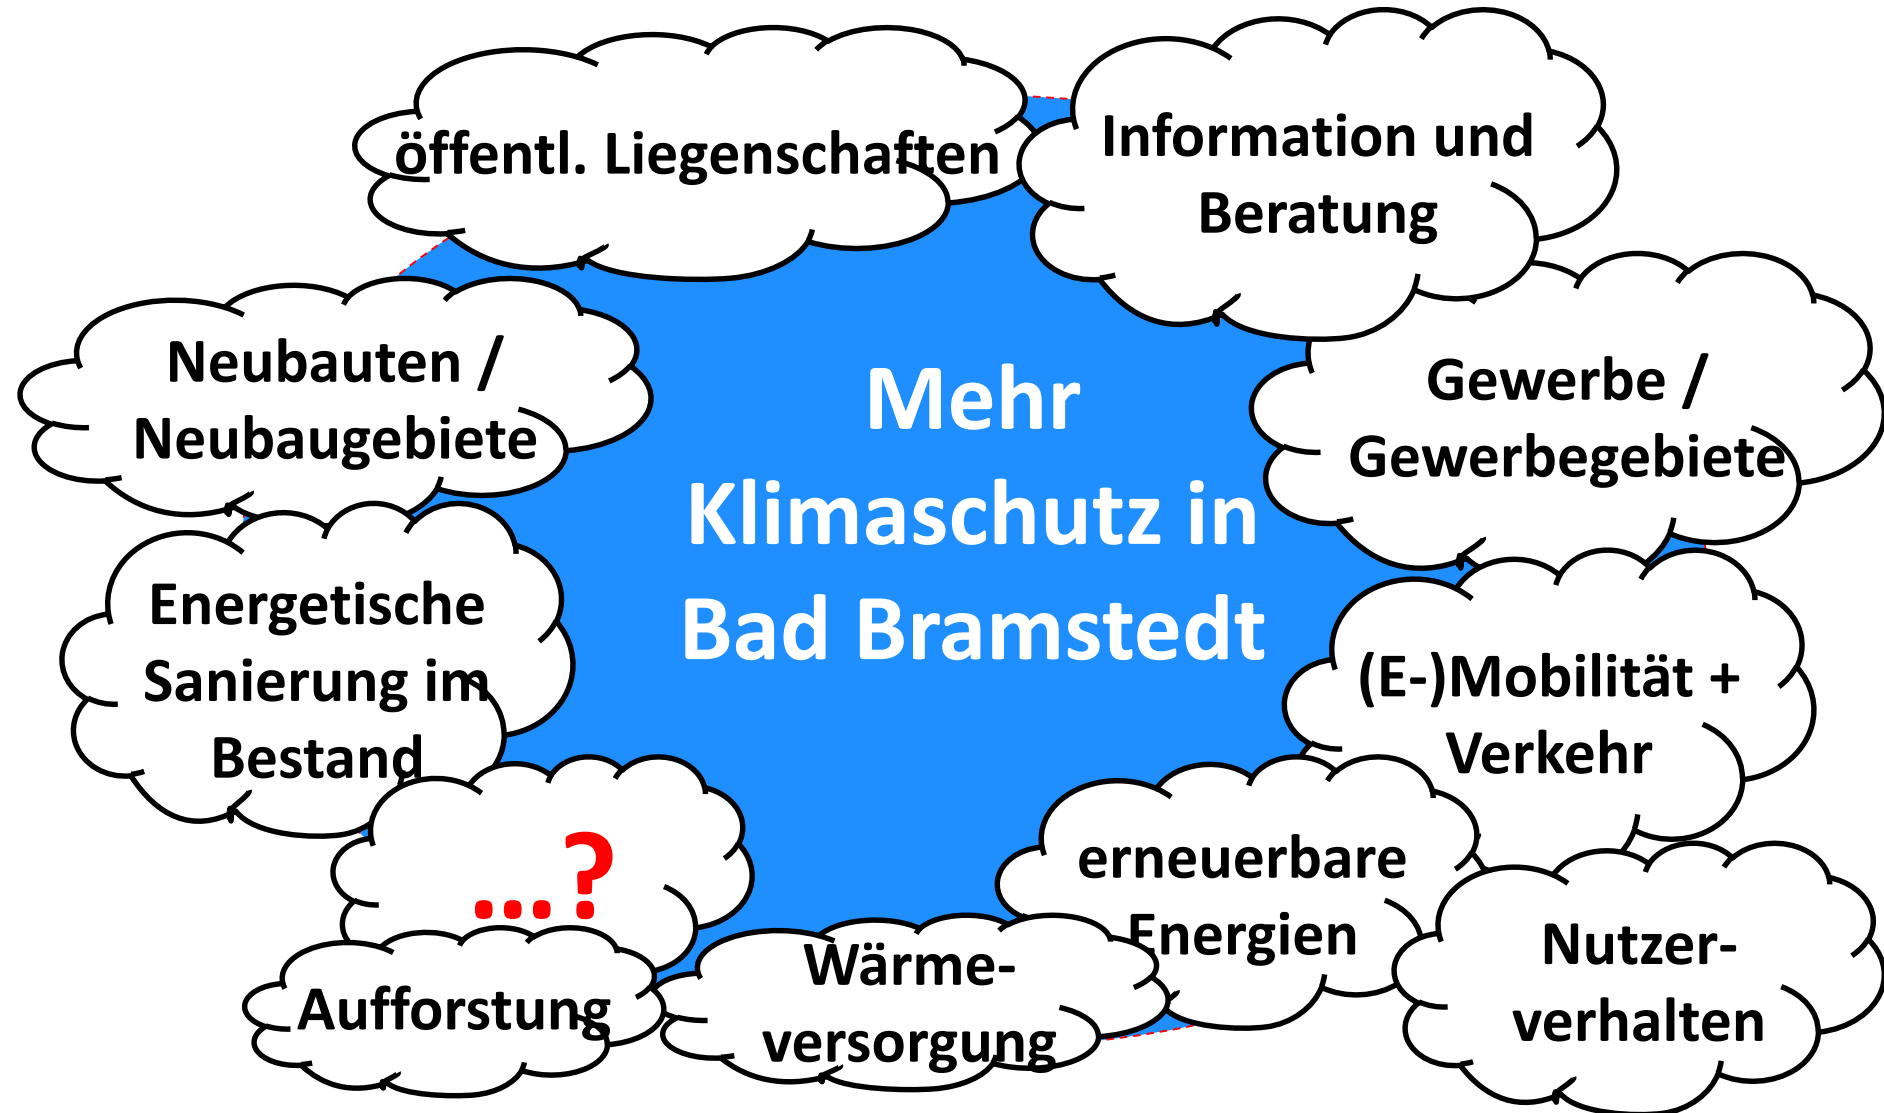 öffentl. Liegenschaften
Information und
Beratung
Neubauten /
Neubaugebiete
Gewerbe /
Gewerbegebiete
Mehr
Klimaschutz in
Bad Bramstedt
Energetische
Sanierung im
Bestand
(E-)Mobilität +
Verkehr
...?
erneuerbare
Energien
Nutzer-
verhalten
Aufforstung
Wärme-
versorgung